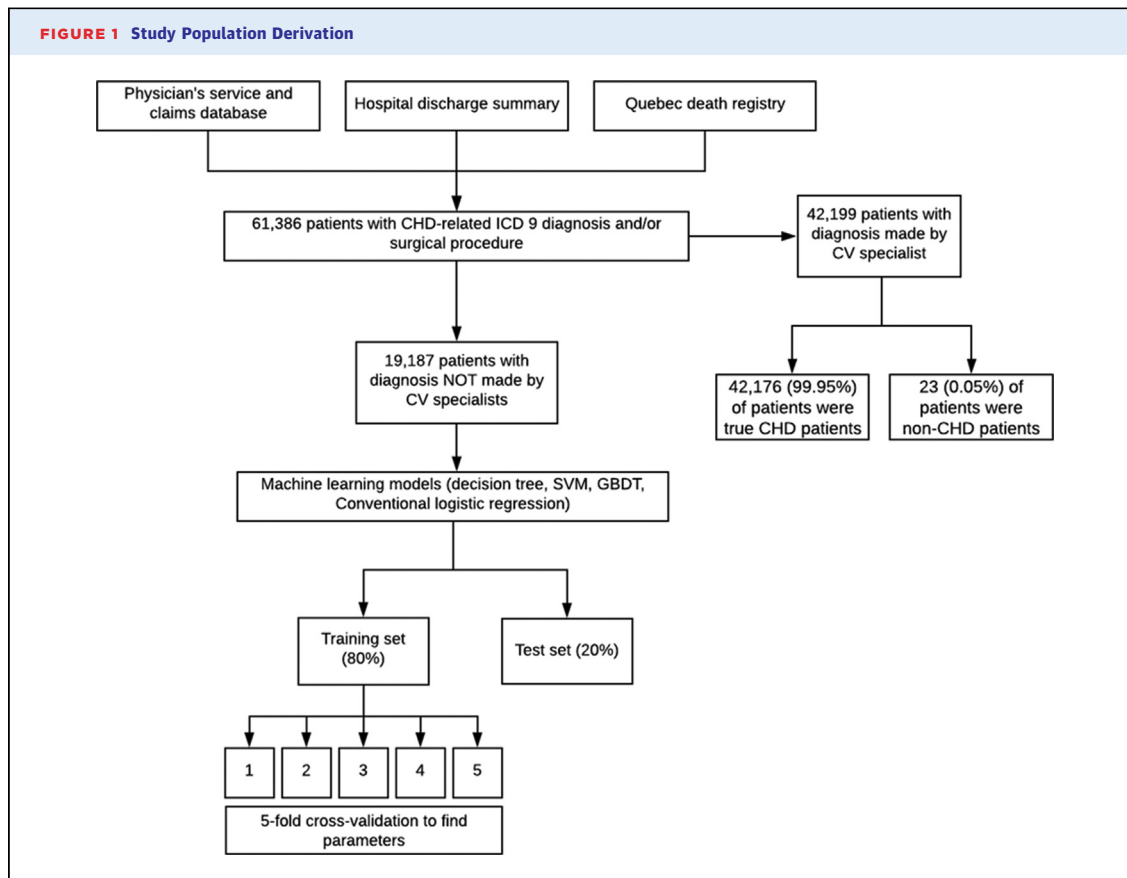 FIGURE 1 Study Population Derivation
Physician's service and
claims database
Hospital discharge summary
Quebec death registry
61,386 patients with CHD-related ICD 9 diagnosis and/or
surgical procedure
42,199 patients with
diagnosis made by
CV specialist
19,187 patients with
diagnosis NOT made by
CV specialists
42,176 (99.95%)
of patients were
true CHD patients
23 (0.05%) of
patients were
non-CHD patients
Machine learning models (decision tree, SVM, GBDT,
Conventional logistic regression)
Training set
(80%)
Test set (20%)
1
2
3
4
5
5-fold cross-validation to find
parameters